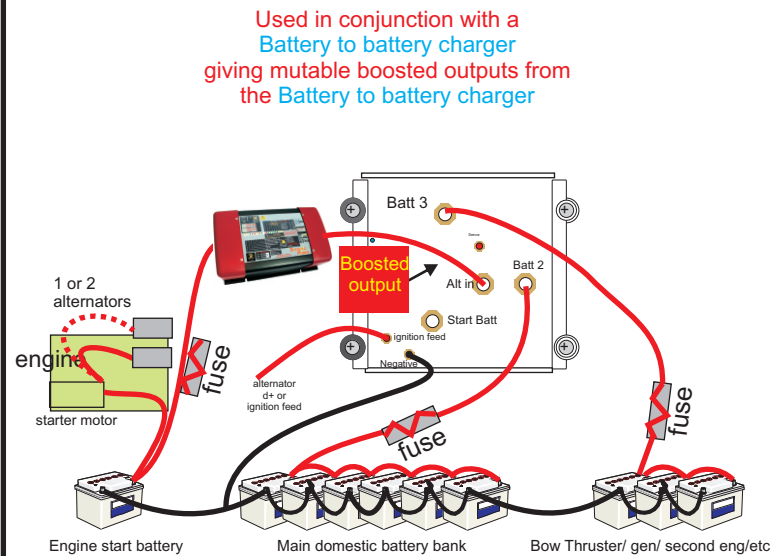 Used in conjunction with a
Battery to battery charger
giving mutable boosted outputs from
the Battery to battery charger
Batt 3
Sense
Boosted
output
Alt in
Batt 2
Start Batt
ignition feed
Negative
1 or 2
alternators
engine
starter motor
fuse
alternator
d+ or
ignition feed
fuse
fuse
Engine start battery
Main domestic battery bank
Bow Thruster/ gen/ second eng/etc